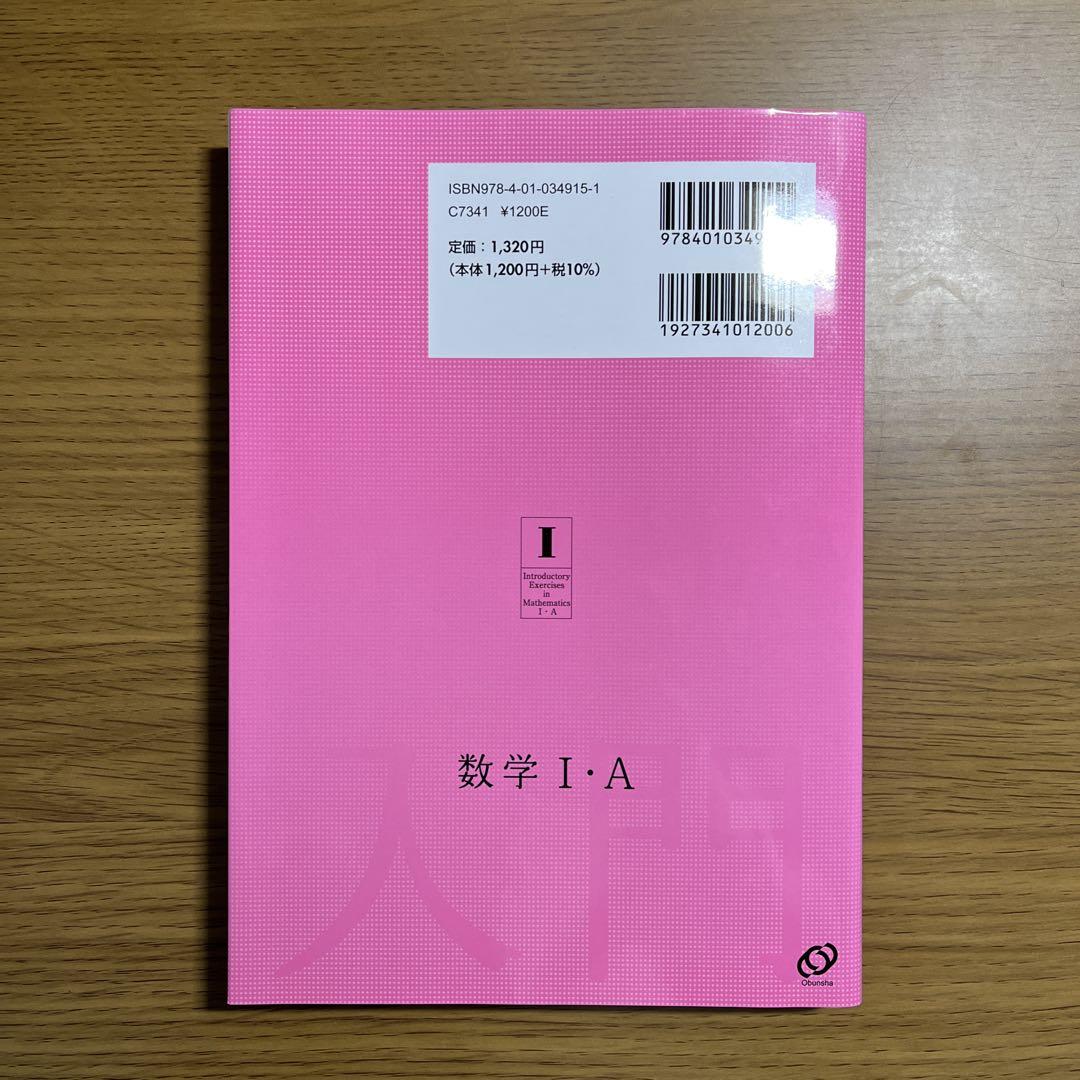 ISBN978-4-01-034915-1
C7341 ¥1200E
定価：1,320円
（本体1,200円＋税10%）
978401034
1927341012006
I
Introductory
Exercises
in
Mathematics
I・A
数学 I・A
入門
Obunsha